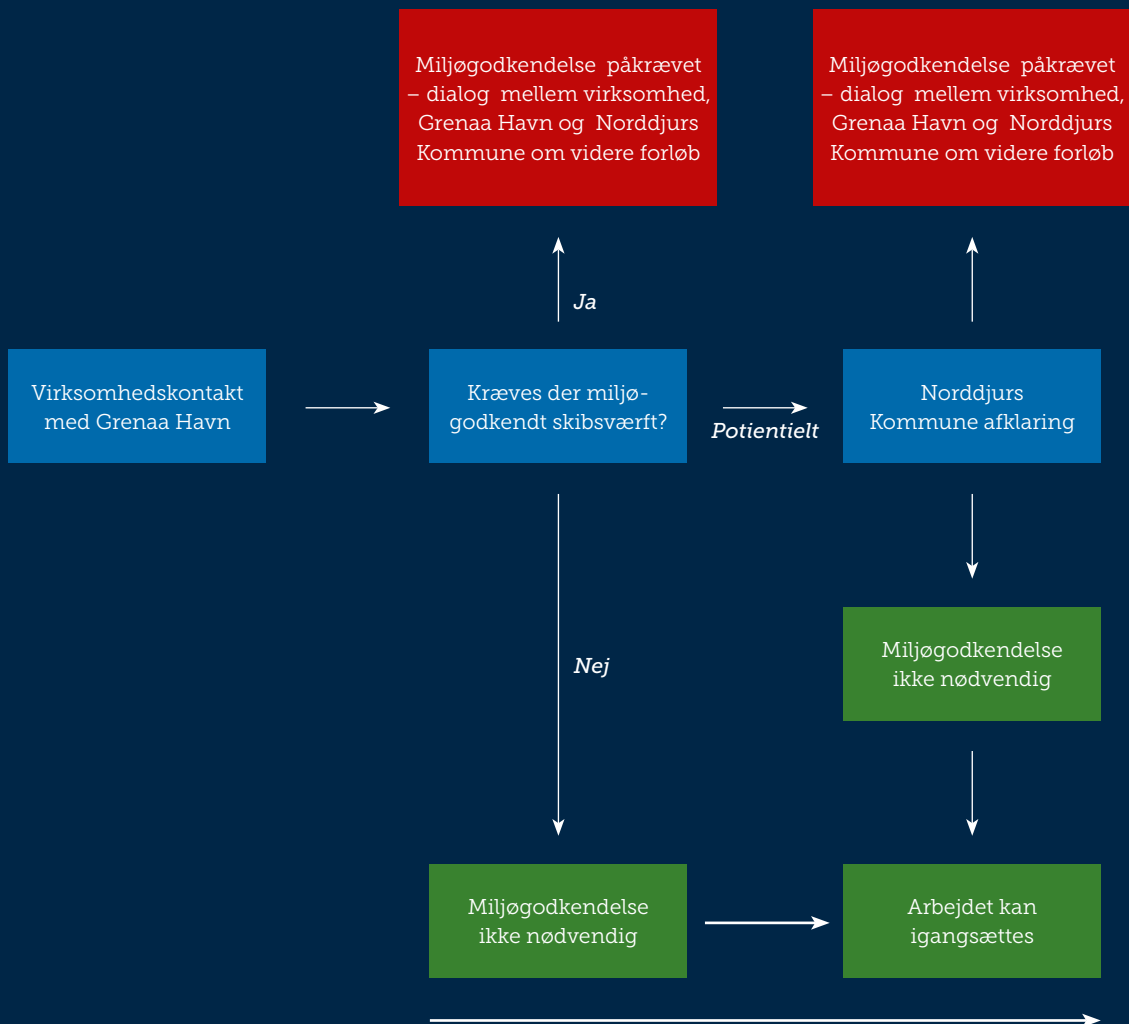 Miljøgodkendelse påkrævet
– dialog mellem virksomhed,
Grenaa Havn og Norddjurs
Kommune om videre forløb
Miljøgodkendelse påkrævet
– dialog mellem virksomhed,
Grenaa Havn og Norddjurs
Kommune om videre forløb
Ja
Virksomhedskontakt
med Grenaa Havn
Kræves der miljø-
godkendt skibsværft?
Potientielt
Norddjurs
Kommune afklaring
Nej
Miljøgodkendelse
ikke nødvendig
Miljøgodkendelse
ikke nødvendig
Arbejdet kan
igangsættes